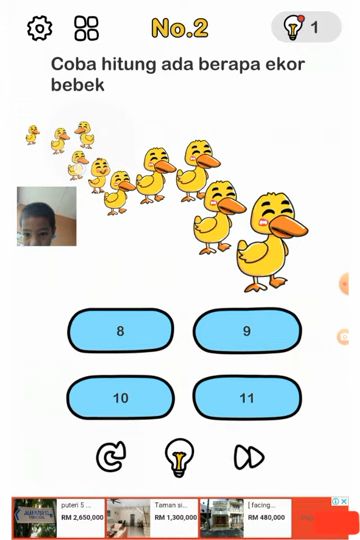 No.2
1
Coba hitung ada berapa ekor
bebek
8
9
10
11
puteri 5 ...
RM 2,650,000
Taman si...
RM 1,300,000
[ facing...
RM 480,000